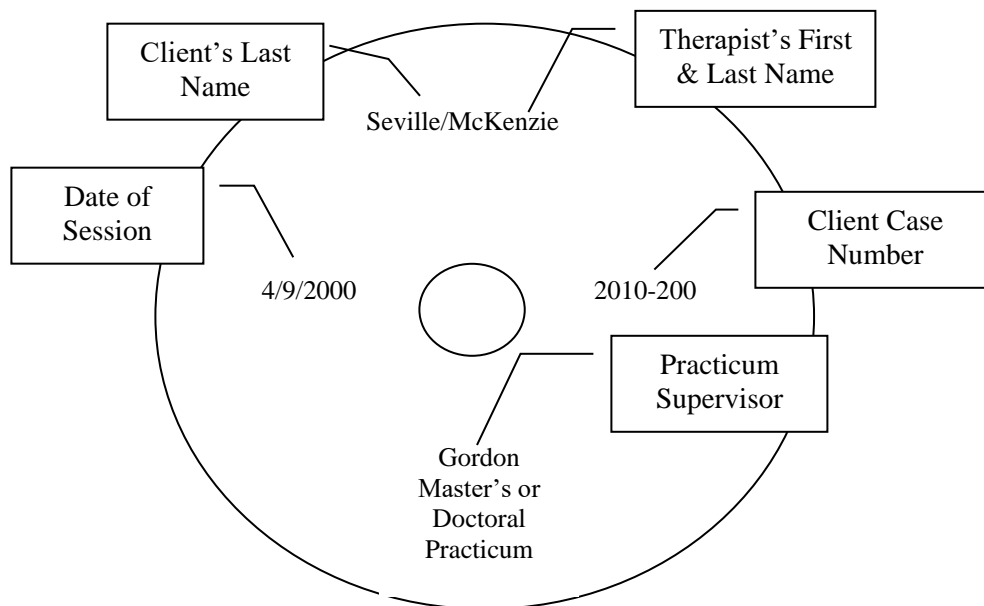 Client’s Last
Name
Therapist’s First
& Last Name
Seville/McKenzie
Date of
Session
Client Case
Number
4/9/2000
2010-200
Practicum
Supervisor
Gordon
Master’s or
Doctoral
Practicum